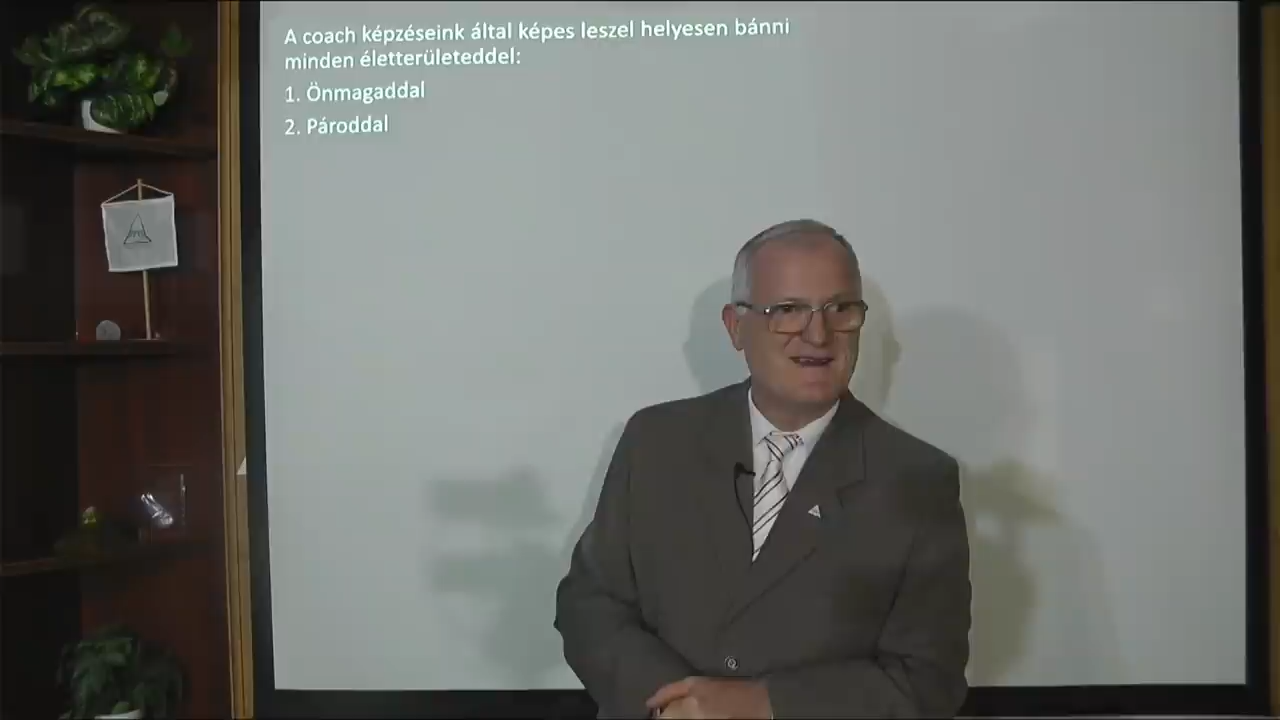 A coach képzéseink által képes leszel helyesen bánni
minden életterületeddel:
1. Önmagaddal
2. Pároddal